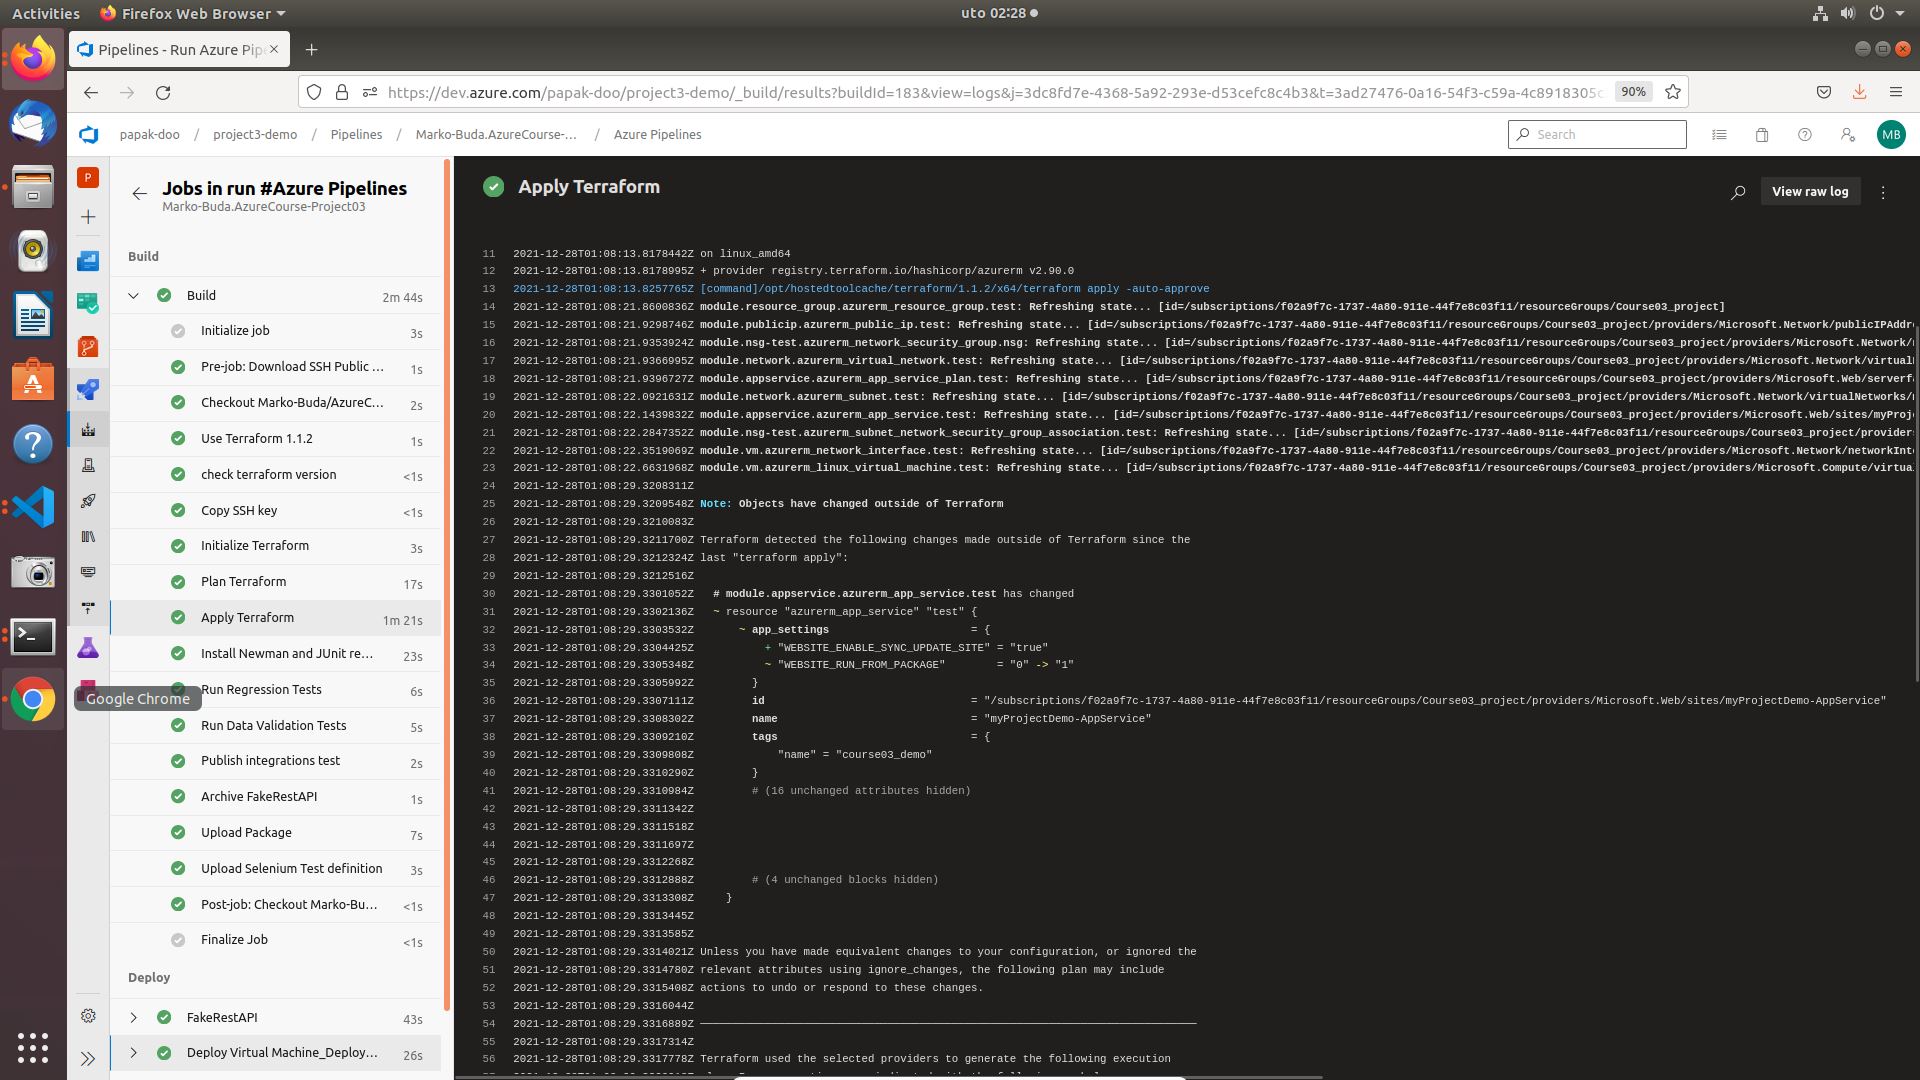 Activities
Firefox Web Browser
uto 02:28
Pipelines - Run Azure Pip
https://dev.azure.com/papak-doo/project3-demo/_build/results?buildId=183&view=logs&j=3dc8fd7e-4368-5a92-293e-d53cefc8c4b3&t=3ad27476-0a16-54f3-c59a-4c8918305c
90%
papak-doo / project3-demo / Pipelines / Marko-Buda.AzureCourse-... / Azure Pipelines
Search
MB
P
Jobs in run #Azure Pipelines
Marko-Buda.AzureCourse-Project03
Build
Build 2m 44s
Initialize job 3s
Pre-job: Download SSH Public ... 1s
Checkout Marko-Buda/AzureC... 2s
Use Terraform 1.1.2 1s
check terraform version <1s
Copy SSH key <1s
Initialize Terraform 3s
Plan Terraform 17s
Apply Terraform 1m 21s
Install Newman and JUnit re... 23s
Run Regression Tests 6s
Google Chrome
Run Data Validation Tests 5s
Publish integrations test 2s
Archive FakeRestAPI 1s
Upload Package 7s
Upload Selenium Test definition 3s
Post-job: Checkout Marko-Bu... <1s
Finalize Job <1s
Deploy
FakeRestAPI 43s
Deploy Virtual Machine_Deploy... 26s
Apply Terraform
View raw log
11 2021-12-28T01:08:13.8178442Z on linux_amd64
12 2021-12-28T01:08:13.8178995Z + provider registry.terraform.io/hashicorp/azurerm v2.90.0
13 2021-12-28T01:08:13.8257765Z [command]/opt/hostedtoolcache/terraform/1.1.2/x64/terraform apply -auto-approve
14 2021-12-28T01:08:21.8600836Z module.resource_group.azurerm_resource_group.test: Refreshing state... [id=/subscriptions/f02a9f7c-1737-4a80-911e-44f7e8c03f11/resourceGroups/Course03_project]
15 2021-12-28T01:08:21.9298746Z module.publicip.azurerm_public_ip.test: Refreshing state... [id=/subscriptions/f02a9f7c-1737-4a80-911e-44f7e8c03f11/resourceGroups/Course03_project/providers/Microsoft.Network/publicIPAddr
16 2021-12-28T01:08:21.9353924Z module.nsg-test.azurerm_network_security_group.nsg: Refreshing state... [id=/subscriptions/f02a9f7c-1737-4a80-911e-44f7e8c03f11/resourceGroups/Course03_project/providers/Microsoft.Network/
17 2021-12-28T01:08:21.9366995Z module.network.azurerm_virtual_network.test: Refreshing state... [id=/subscriptions/f02a9f7c-1737-4a80-911e-44f7e8c03f11/resourceGroups/Course03_project/providers/Microsoft.Network/virtual
18 2021-12-28T01:08:21.9396727Z module.appservice.azurerm_app_service_plan.test: Refreshing state... [id=/subscriptions/f02a9f7c-1737-4a80-911e-44f7e8c03f11/resourceGroups/Course03_project/providers/Microsoft.Web/serverfa
19 2021-12-28T01:08:22.0921631Z module.network.azurerm_subnet.test: Refreshing state... [id=/subscriptions/f02a9f7c-1737-4a80-911e-44f7e8c03f11/resourceGroups/Course03_project/providers/Microsoft.Network/virtualNetworks/
20 2021-12-28T01:08:22.1439832Z module.appservice.azurerm_app_service.test: Refreshing state... [id=/subscriptions/f02a9f7c-1737-4a80-911e-44f7e8c03f11/resourceGroups/Course03_project/providers/Microsoft.Web/sites/myProj
21 2021-12-28T01:08:22.2847352Z module.nsg-test.azurerm_subnet_network_security_group_association.test: Refreshing state... [id=/subscriptions/f02a9f7c-1737-4a80-911e-44f7e8c03f11/resourceGroups/Course03_project/provider
22 2021-12-28T01:08:22.3519069Z module.vm.azurerm_network_interface.test: Refreshing state... [id=/subscriptions/f02a9f7c-1737-4a80-911e-44f7e8c03f11/resourceGroups/Course03_project/providers/Microsoft.Network/networkInt
23 2021-12-28T01:08:22.6631968Z module.vm.azurerm_linux_virtual_machine.test: Refreshing state... [id=/subscriptions/f02a9f7c-1737-4a80-911e-44f7e8c03f11/resourceGroups/Course03_project/providers/Microsoft.Compute/virtua
24 2021-12-28T01:08:29.3208311Z
25 2021-12-28T01:08:29.3209548Z Note: Objects have changed outside of Terraform
26 2021-12-28T01:08:29.3210083Z
27 2021-12-28T01:08:29.3211700Z Terraform detected the following changes made outside of Terraform since the
28 2021-12-28T01:08:29.3212324Z last "terraform apply":
29 2021-12-28T01:08:29.3212516Z
30 2021-12-28T01:08:29.3301052Z # module.appservice.azurerm_app_service.test has changed
31 2021-12-28T01:08:29.3302136Z ~ resource "azurerm_app_service" "test" {
32 2021-12-28T01:08:29.3303532Z ~ app_settings = {
33 2021-12-28T01:08:29.3304425Z + "WEBSITE_ENABLE_SYNC_UPDATE_SITE" = "true"
34 2021-12-28T01:08:29.3305348Z ~ "WEBSITE_RUN_FROM_PACKAGE" = "0" -> "1"
35 2021-12-28T01:08:29.3305992Z }
36 2021-12-28T01:08:29.3307111Z id = "/subscriptions/f02a9f7c-1737-4a80-911e-44f7e8c03f11/resourceGroups/Course03_project/providers/Microsoft.Web/sites/myProjectDemo-AppService"
37 2021-12-28T01:08:29.3308302Z name = "myProjectDemo-AppService"
38 2021-12-28T01:08:29.3309210Z tags = {
39 2021-12-28T01:08:29.3309808Z "name" = "course03_demo"
40 2021-12-28T01:08:29.3310290Z }
41 2021-12-28T01:08:29.3310984Z # (16 unchanged attributes hidden)
42 2021-12-28T01:08:29.3311342Z
43 2021-12-28T01:08:29.3311518Z
44 2021-12-28T01:08:29.3311697Z
45 2021-12-28T01:08:29.3312268Z
46 2021-12-28T01:08:29.3312888Z # (4 unchanged blocks hidden)
47 2021-12-28T01:08:29.3313308Z }
48 2021-12-28T01:08:29.3313445Z
49 2021-12-28T01:08:29.3313585Z
50 2021-12-28T01:08:29.3314021Z Unless you have made equivalent changes to your configuration, or ignored the
51 2021-12-28T01:08:29.3314780Z relevant attributes using ignore_changes, the following plan may include
52 2021-12-28T01:08:29.3315408Z actions to undo or respond to these changes.
53 2021-12-28T01:08:29.3316044Z
54 2021-12-28T01:08:29.3316889Z
55 2021-12-28T01:08:29.3317314Z
56 2021-12-28T01:08:29.3317778Z Terraform used the selected providers to generate the following execution